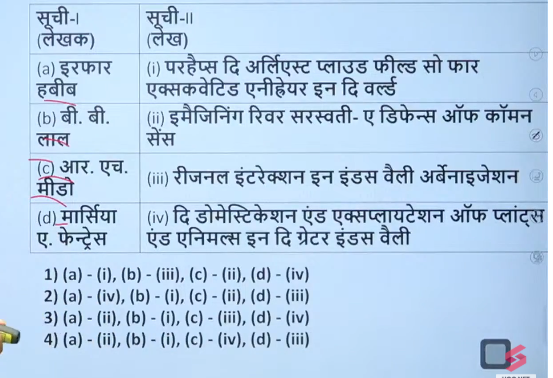 सूची-I
(लेखक)
सूची-II
(लेख)
(a) इरफार
हबीब
(i) परहैप्स दि अर्लिएस्ट प्लाउड फील्ड सो फार
एक्सकवेटिड एनीह्वेयर इन दि वर्ल्ड
(b) बी. बी.
लाल
(ii) इमैजिनिंग रिवर सरस्वती- ए डिफेन्स ऑफ कॉमन
सेंस
(c) आर. एच.
मीडो
(iii) रीजनल इंटरेक्शन इन इंडस वैली अर्बेनाइजेशन
(d) मार्सिया
ए. फेन्ट्रेस
(iv) दि डोमेस्टिकेशन एंड एक्सप्लायटेशन ऑफ प्लांट्स
एंड एनिमल्स इन दि ग्रेटर इंडस वैली
1) (a) - (i), (b) - (iii), (c) - (ii), (d) - (iv)
2) (a) - (iv), (b) - (i), (c) - (ii), (d) - (iii)
3) (a) - (ii), (b) - (i), (c) - (iii), (d) - (iv)
4) (a) - (ii), (b) - (i), (c) - (iv), (d) - (iii)